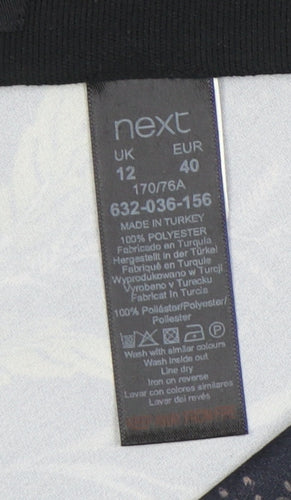 next
UK EUR
12 40
170/76A
632-036-156
MADE IN TURKEY
100% POLYESTER
Fabricado en Turquía
Hergestellt in der Türkei
Fabriqué en Turquie
Wyprodukowano w Turcji
Vyrobeno v Turecku
Fabricat în Turcia
100% Poliéster/Polyester/
Poliester
Wash with similar colours
Wash inside out
Line dry
Iron on reverse
Lavar con colores similares
Lavar del revés